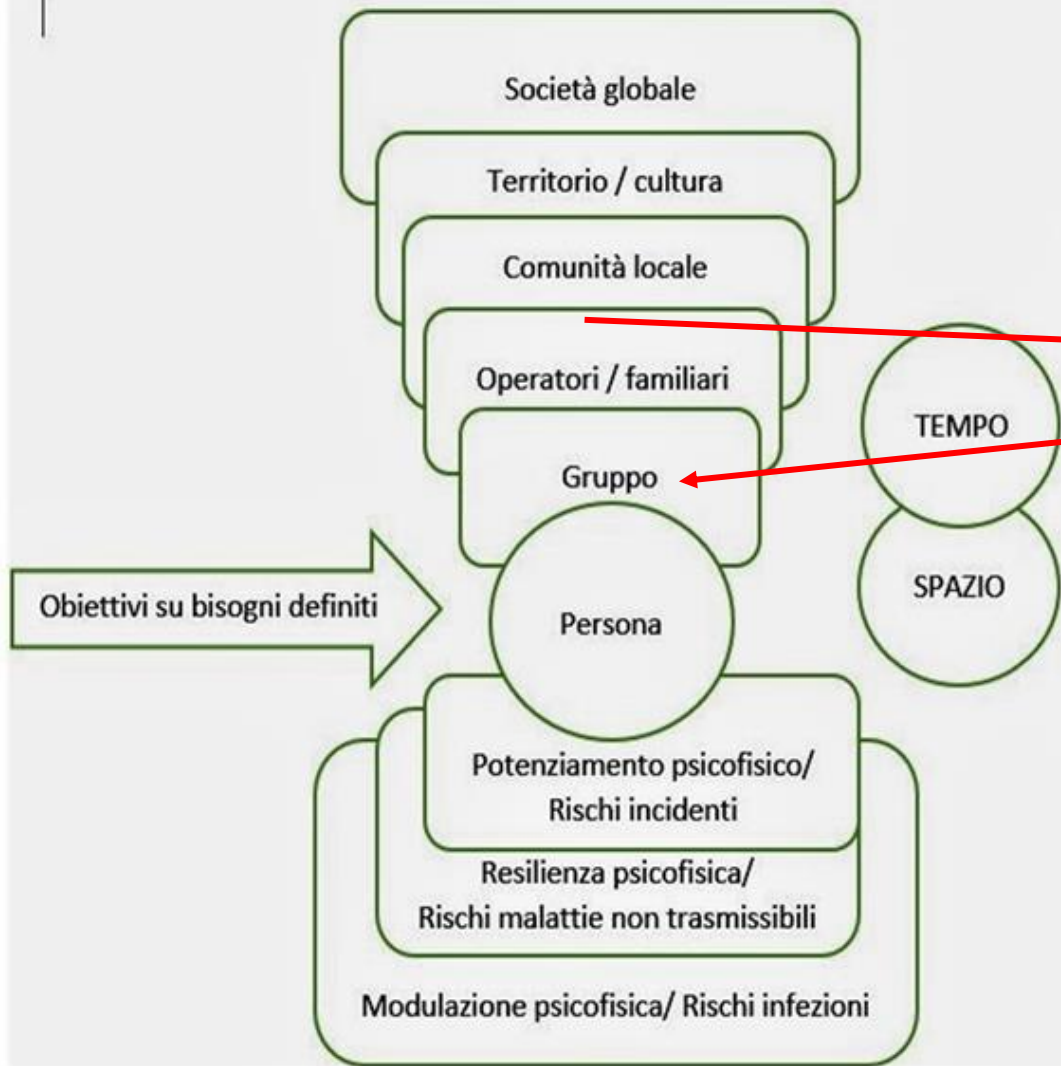 Società globale
Territorio / cultura
Comunità locale
Operatori / familiari
TEMPO
Gruppo
SPAZIO
Obiettivi su bisogni definiti
Persona
Potenziamento psicofisico/
Rischi incidenti
Resilienza psicofisica/
Rischi malattie non trasmissibili
Modulazione psicofisica/ Rischi infezioni